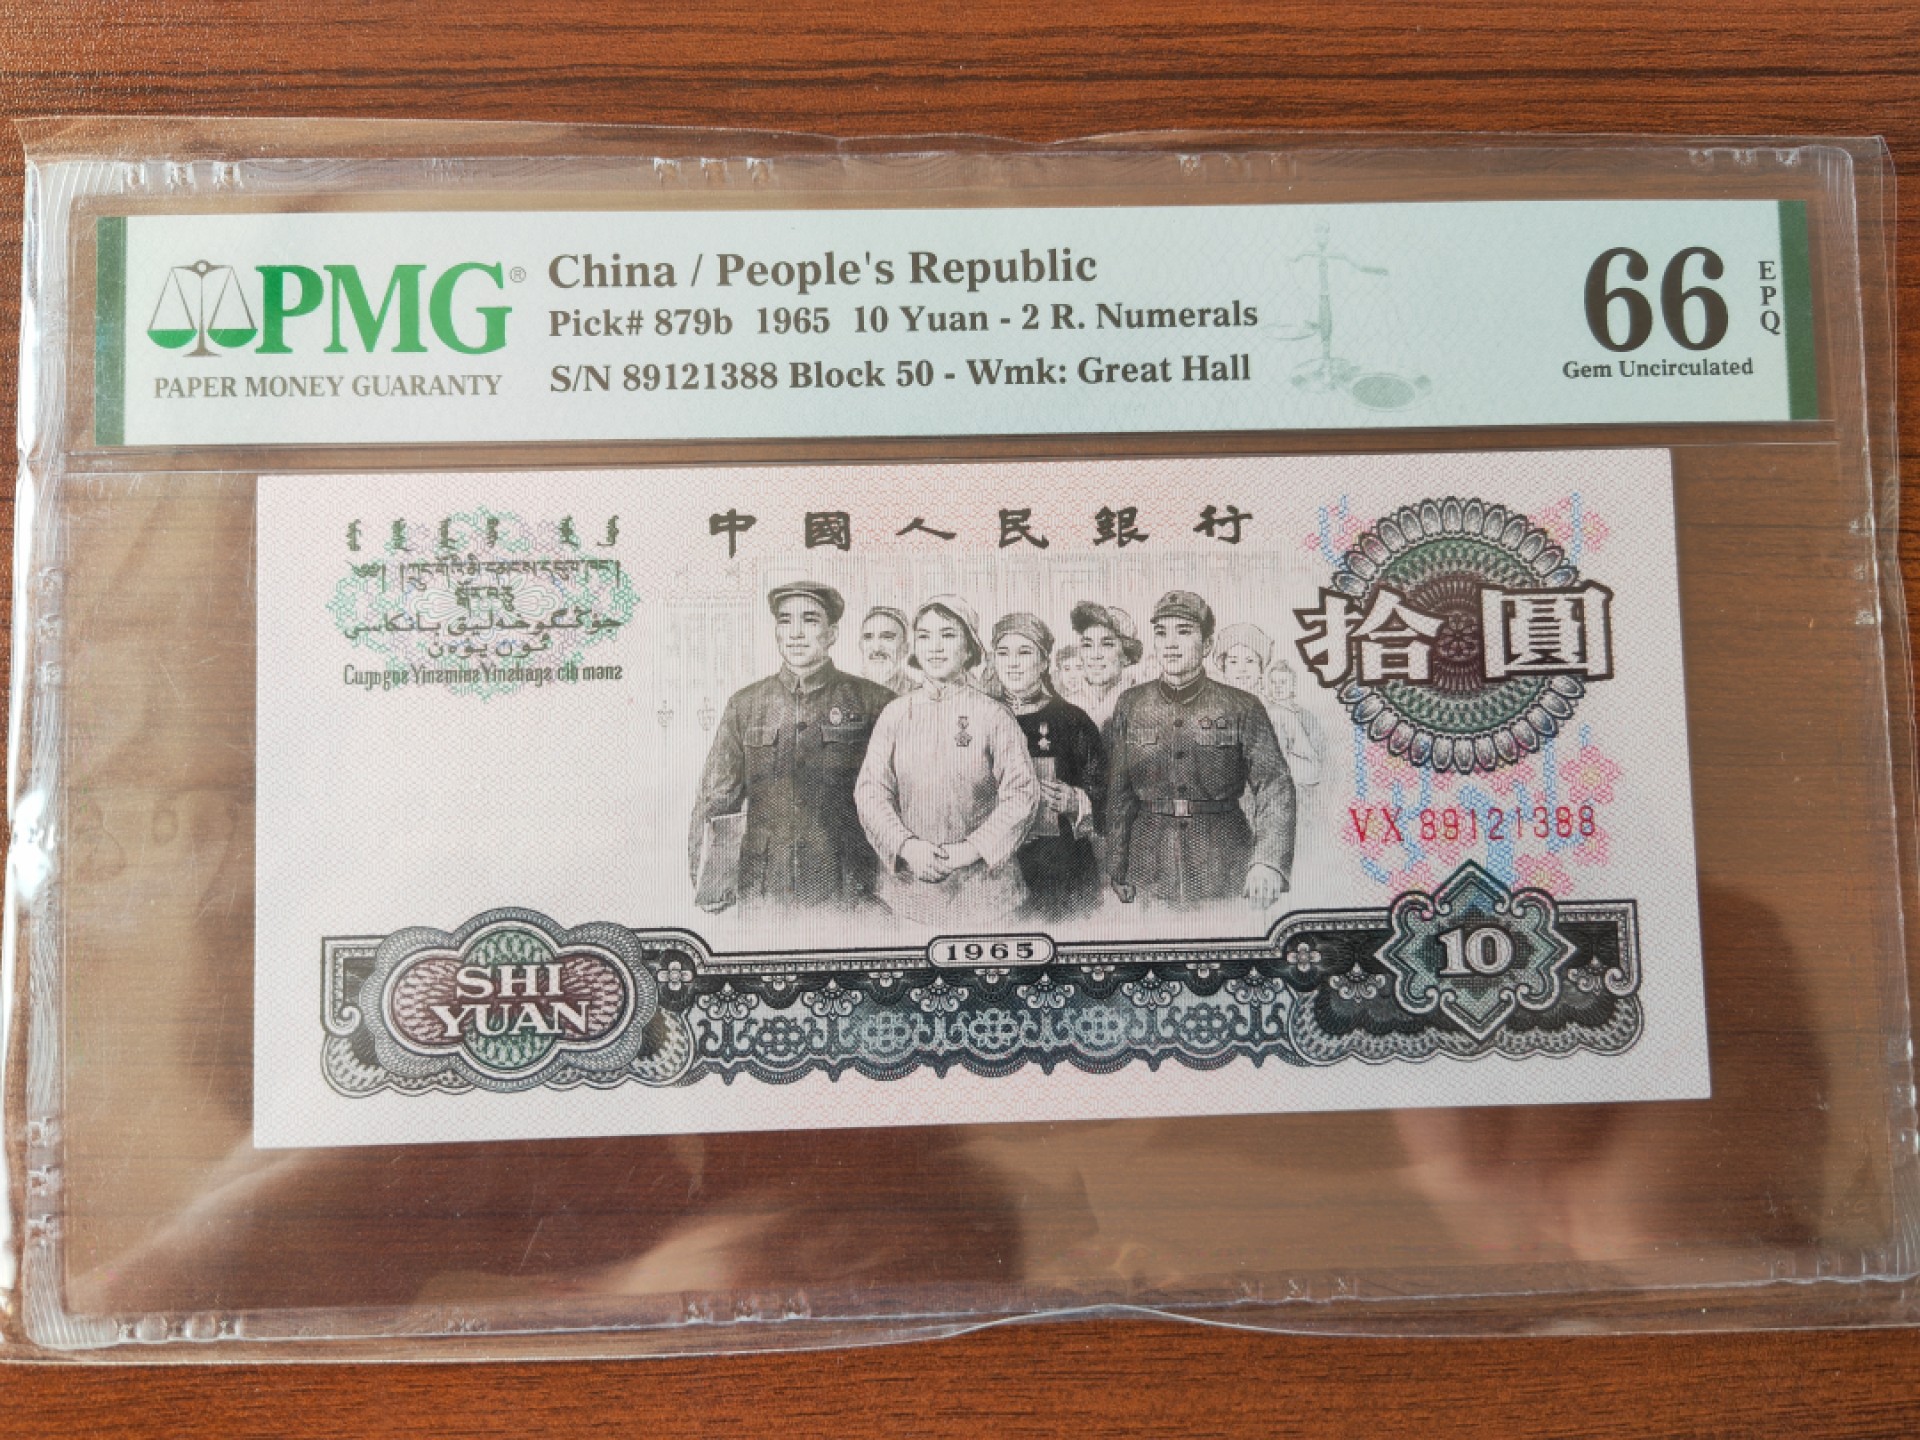 PMG®
PAPER MONEY GUARANTY
China / People's Republic
Pick# 879b 1965 10 Yuan - 2 R. Numerals
S/N 89121388 Block 50 - Wmk: Great Hall
66
EPQ
Gem Uncirculated
中國人民銀行
拾圓
VX 89121388
1965
SHI
YUAN
10